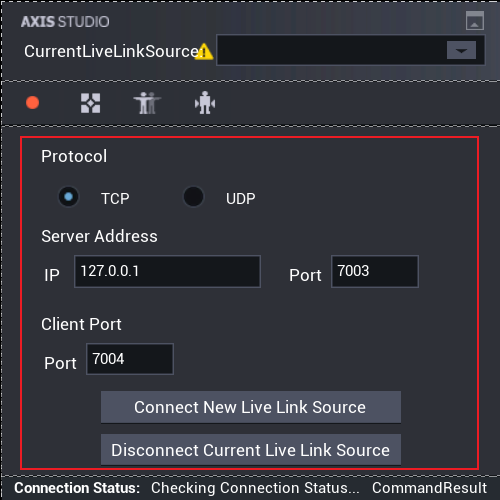 AXIS STUDIO
CurrentLiveLinkSource
Protocol
TCP UDP
Server Address
IP 127.0.0.1 Port 7003
Client Port
Port 7004
Connect New Live Link Source
Disconnect Current Live Link Source
Connection Status: Checking Connection Status... CommandResult